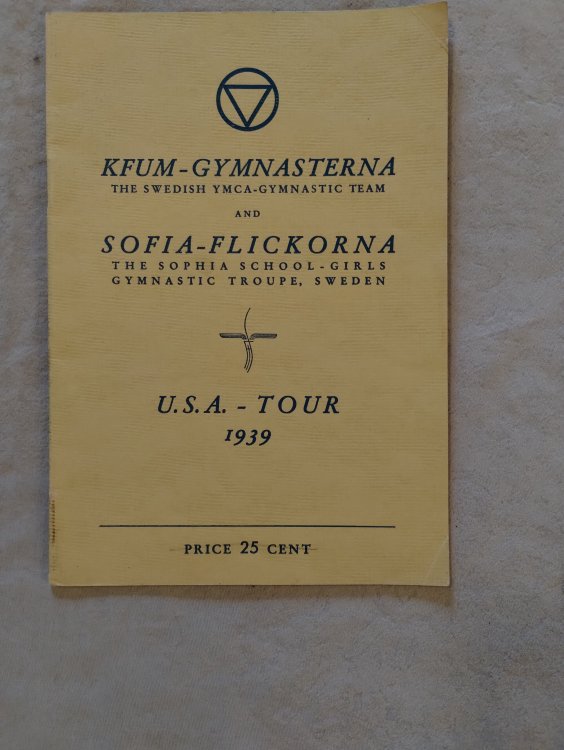 KFUM-GYMNASTERNA
THE SWEDISH YMCA-GYMNASTIC TEAM
AND
SOFIA-FLICKORNA
THE SOPHIA SCHOOL-GIRLS
GYMNASTIC TROUPE, SWEDEN
U.S.A. - TOUR
1939
PRICE 25 CENT